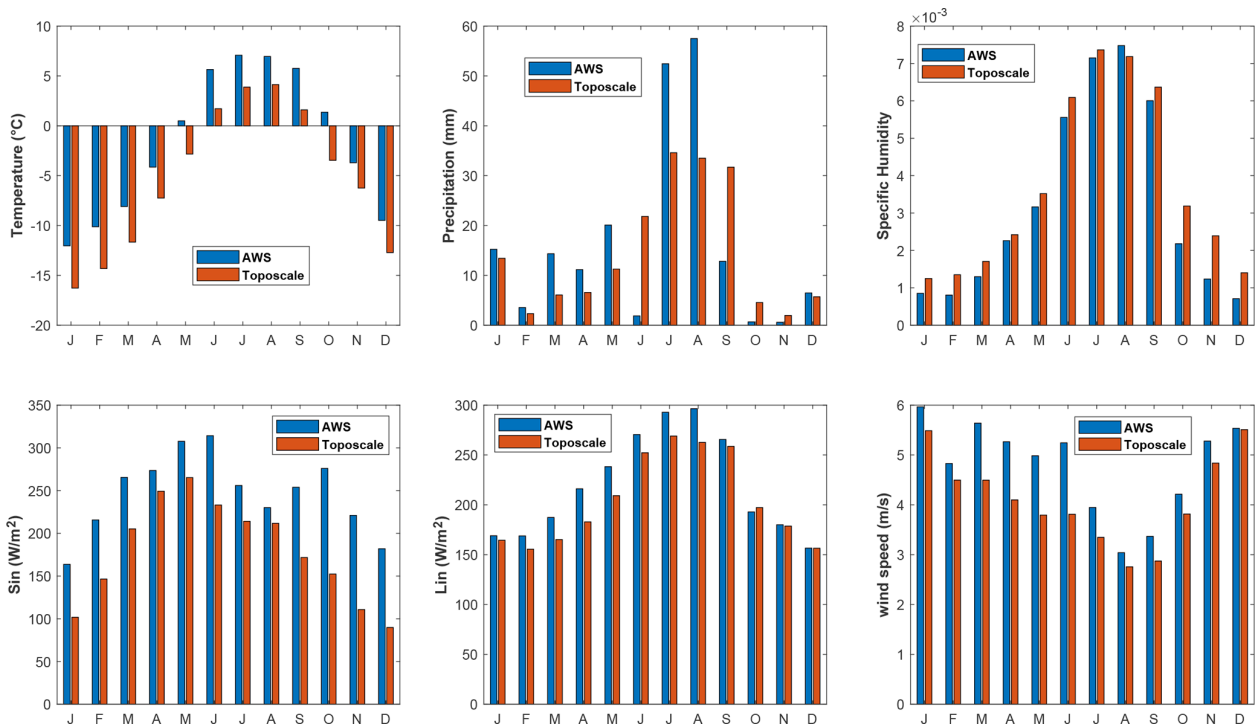 10
5
0
-5
-10
-15
-20
Temperature (°C)
AWS
Toposcale
J F M A M J J A S O N D
60
50
40
30
20
10
0
Precipitation (mm)
AWS
Toposcale
J F M A M J J A S O N D
×10⁻³
8
7
6
5
4
3
2
1
0
Specific Humidity
AWS
Toposcale
J F M A M J J A S O N D
350
300
250
200
150
100
50
0
Sin (W/m²)
AWS
Toposcale
J F M A M J J A S O N D
300
250
200
150
100
50
0
Lin (W/m²)
AWS
Toposcale
J F M A M J J A S O N D
6
5
4
3
2
1
0
wind speed (m/s)
AWS
Toposcale
J F M A M J J A S O N D